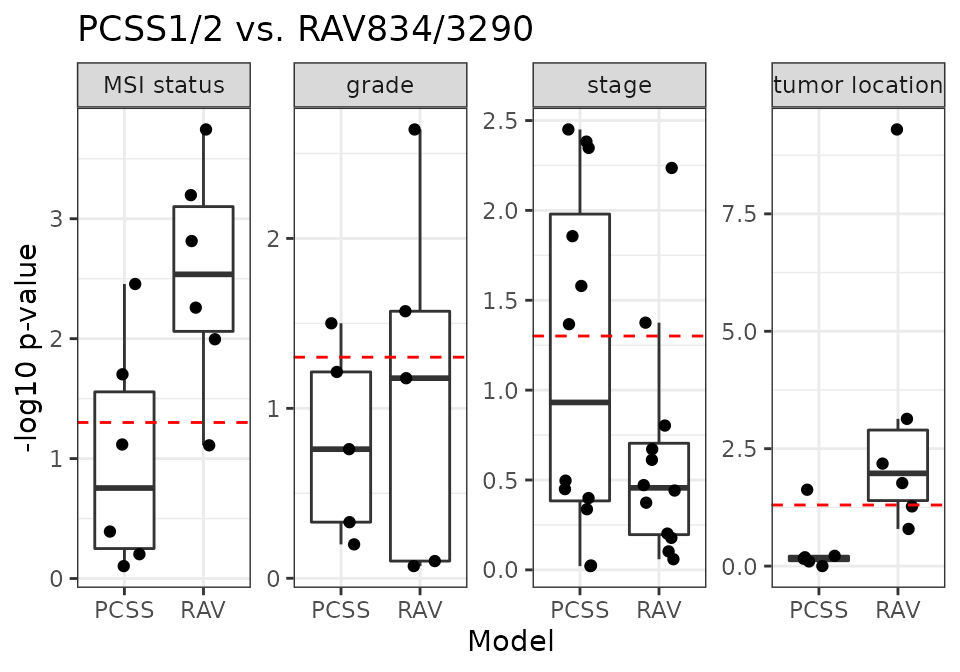 PCSS1/2 vs. RAV834/3290
MSI status
grade
stage
tumor location
-log10 p-value
3
2
1
0
2
1
0
2.5
2.0
1.5
1.0
0.5
0.0
7.5
5.0
2.5
0.0
PCSS RAV
PCSS RAV
PCSS RAV
PCSS RAV
Model